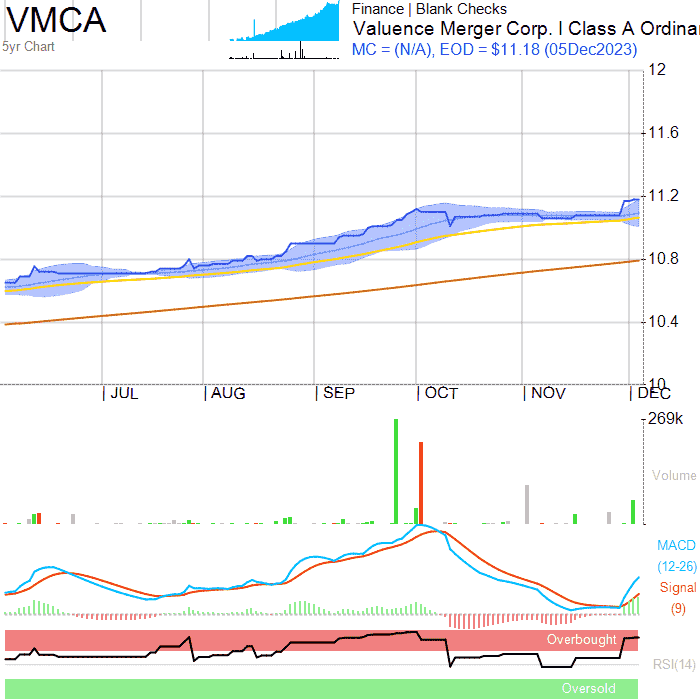 VMCA
5yr Chart
Finance | Blank Checks
Valuence Merger Corp. I Class A Ordina
MC = (N/A), EOD = $11.18 (05Dec2023)
12
11.6
11.2
10.8
10.4
10
| JUL | AUG | SEP | OCT | NOV | DEC
269k
Volume
MACD
(12-26)
Signal
(9)
Overbought
RSI(14)
Oversold